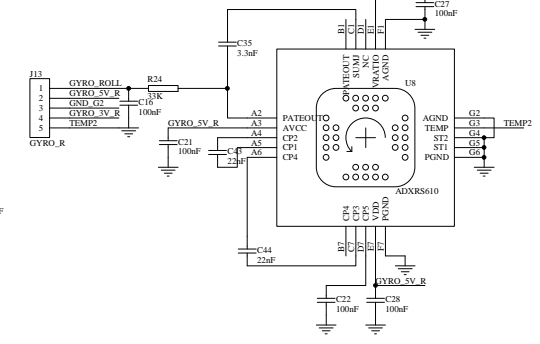 C27
100nF
C35
3.3nF
B1
C1
D1
E1
F1
PATEOUT
SUMJ
NC
VRATIO
AGND
U8
J13
1
2
3
4
5
GYRO_R
GYRO_ROLL
GYRO_5V_R
GND_G2
GYRO_3V_R
TEMP2
R24
33K
C16
100nF
GYRO_5V_R
C21
100nF
C43
22nF
A2
A3
A4
A5
A6
PATEOUT
AVCC
CP2
CP1
CP4
AGND
TEMP
ST2
ST1
PGND
G2
G3
G4
G5
G6
TEMP2
ADXRS610
CP4
CP3
CP5
VDD
PGND
B7
C7
D7
E7
F7
C44
22nF
GYRO_5V_R
C22
100nF
C28
100nF
F